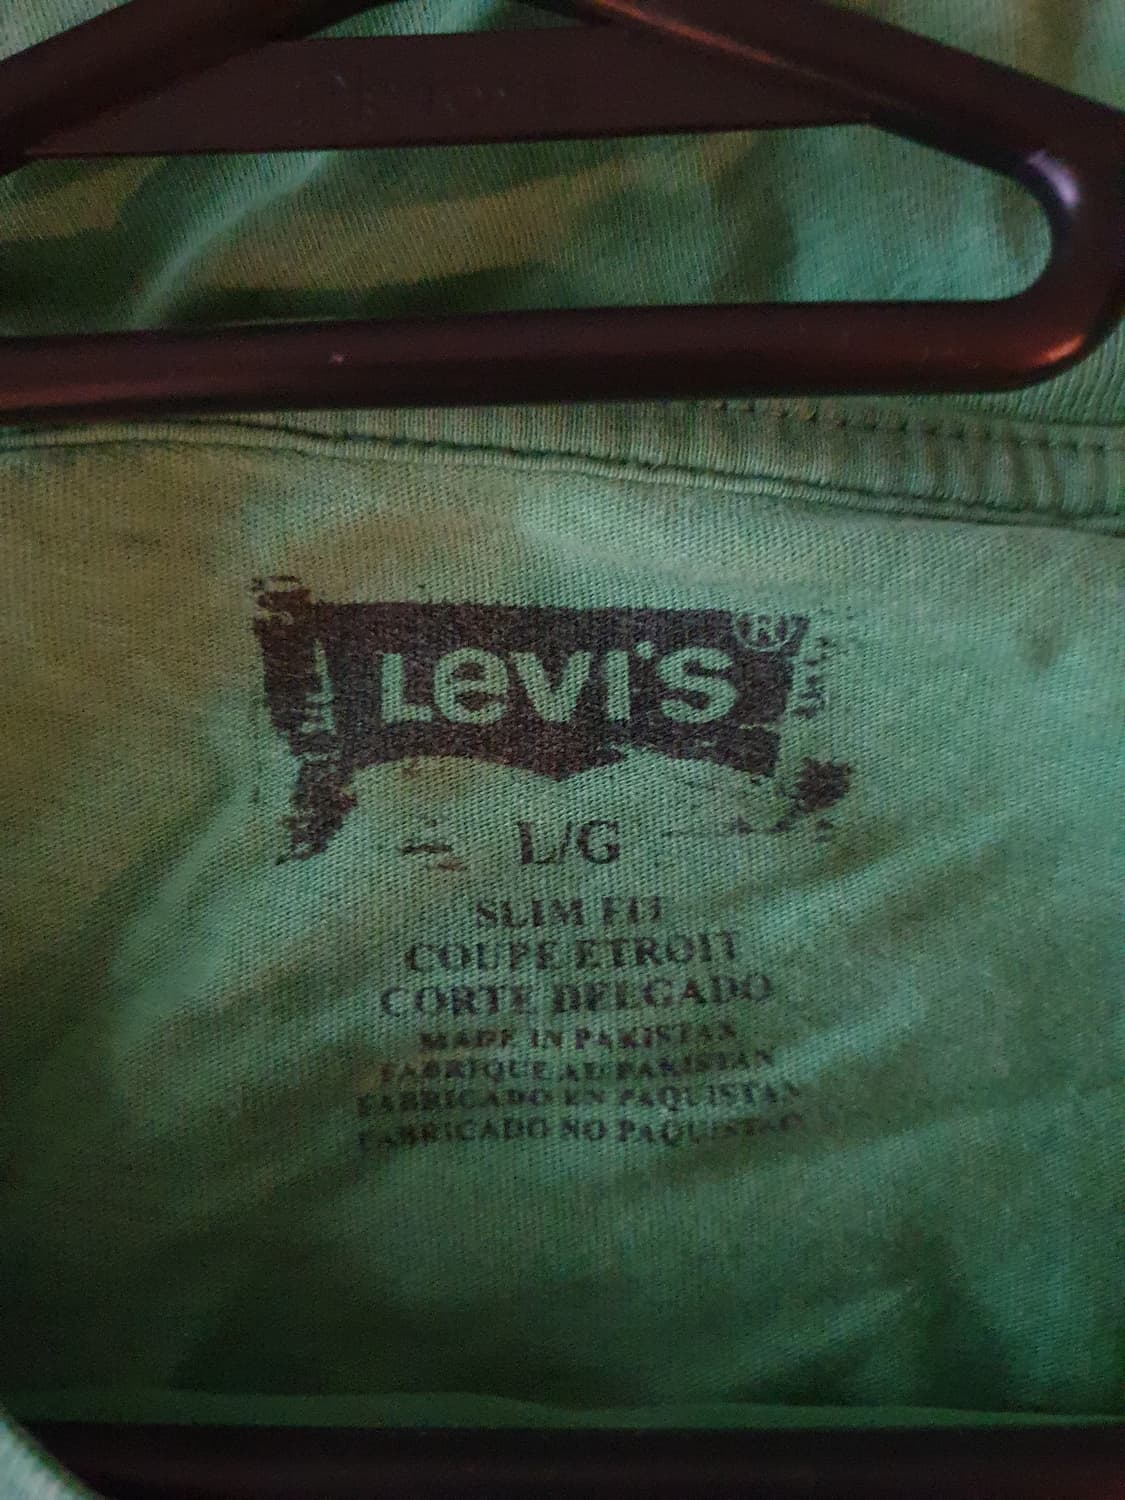 LEVI'S®
L/G
SLIM FIT
COUPE ETROIT
CORTE DELGADO
MADE IN PAKISTAN
FABRIQUE AU PAKISTAN
FABRICADO EN PAQUISTAN
FABRICADO NO PAQUISTAO